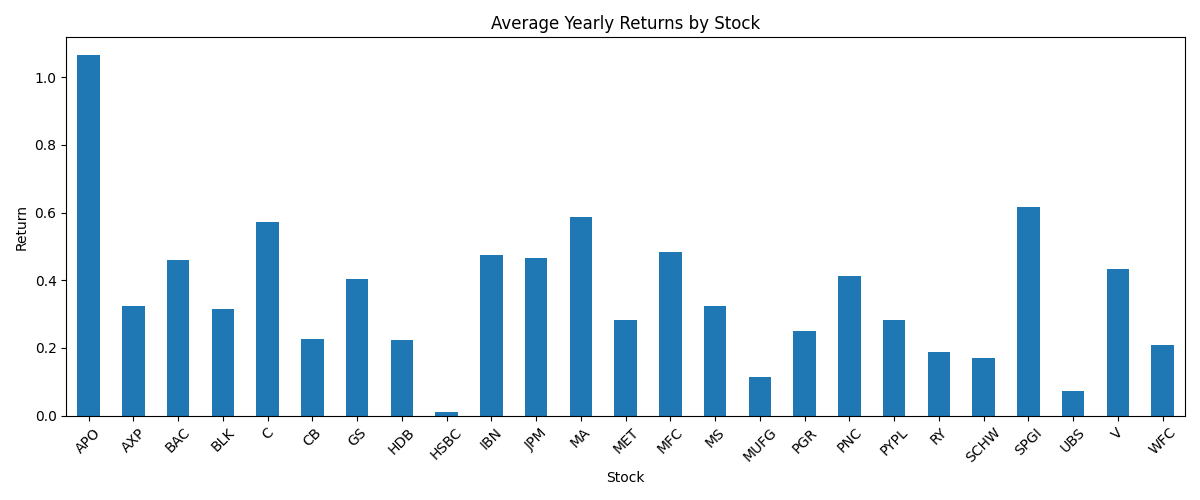 Average Yearly Returns by Stock
Return
1.0
0.8
0.6
0.4
0.2
0.0
APO AXP BAC BLK C CB GS HDB HSBC IBN JPM MA MET MFC MS MUFG PGR PNC PYPL RY SCHW SPGI UBS V WFC
Stock